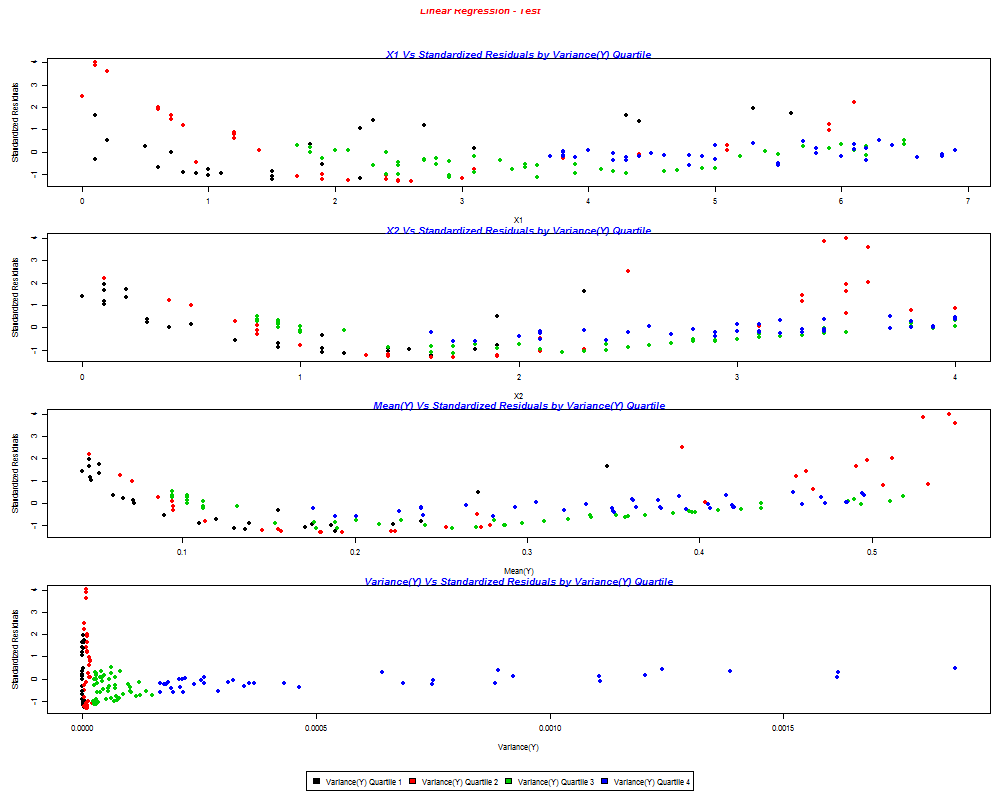 Linear Regression - Test
X1 Vs Standardized Residuals by Variance(Y) Quartile
Standardized Residuals
-1 0 1 2 3 4
0 1 2 3 4 5 6 7
X1
X2 Vs Standardized Residuals by Variance(Y) Quartile
Standardized Residuals
-1 0 1 2 3 4
0 1 2 3 4
X2
Mean(Y) Vs Standardized Residuals by Variance(Y) Quartile
Standardized Residuals
-1 0 1 2 3 4
0.1 0.2 0.3 0.4 0.5
Mean(Y)
Variance(Y) Vs Standardized Residuals by Variance(Y) Quartile
Standardized Residuals
-1 0 1 2 3 4
0.0000 0.0005 0.0010 0.0015
Variance(Y)
Variance(Y) Quartile 1 Variance(Y) Quartile 2 Variance(Y) Quartile 3 Variance(Y) Quartile 4